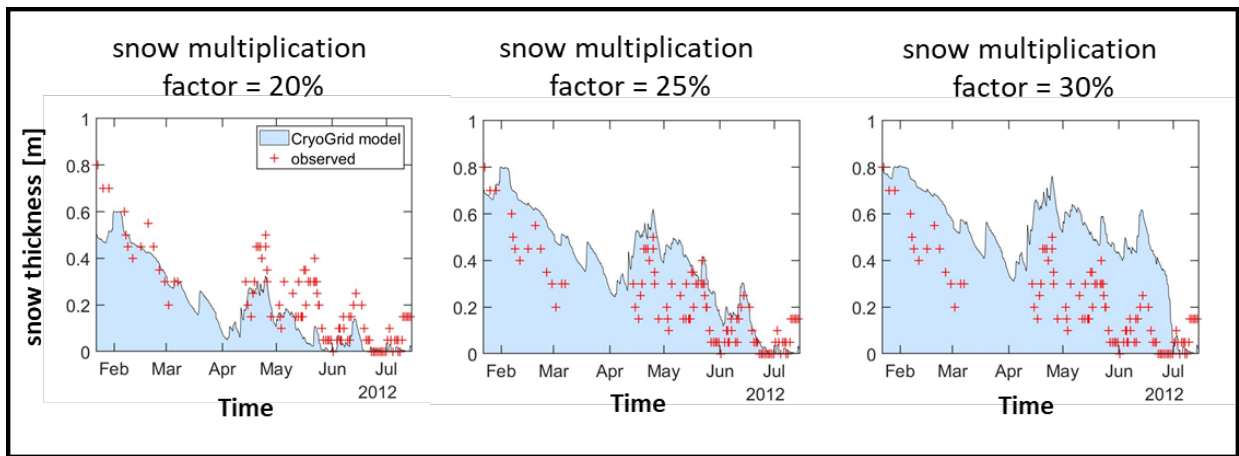 snow multiplication
factor = 20%
snow multiplication
factor = 25%
snow multiplication
factor = 30%
snow thickness [m]
1
0.8
0.6
0.4
0.2
0
CryoGrid model
observed
Feb Mar Apr May Jun Jul
2012
Time
1
0.8
0.6
0.4
0.2
0
Feb Mar Apr May Jun Jul
2012
Time
1
0.8
0.6
0.4
0.2
0
Feb Mar Apr May Jun Jul
2012
Time